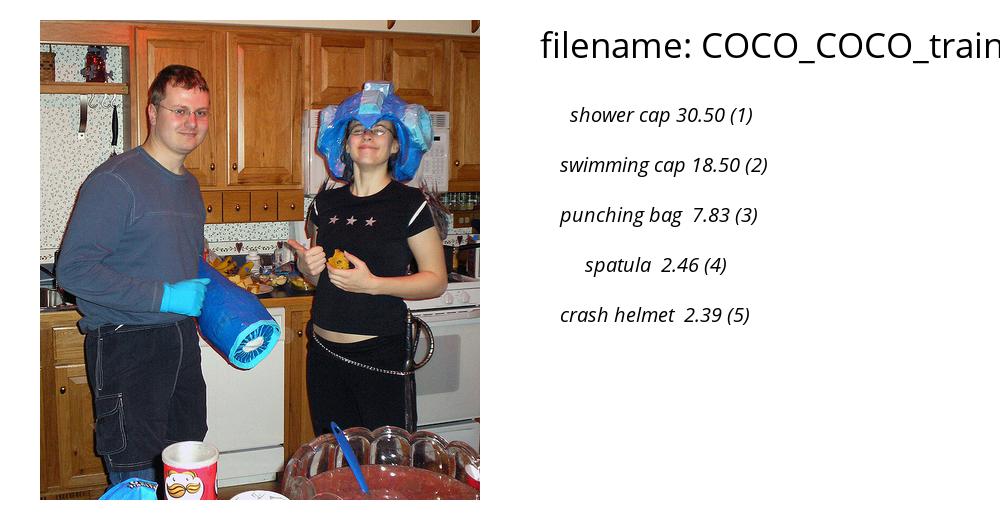 filename: COCO_COCO_train
shower cap 30.50 (1)
swimming cap 18.50 (2)
punching bag 7.83 (3)
spatula 2.46 (4)
crash helmet 2.39 (5)